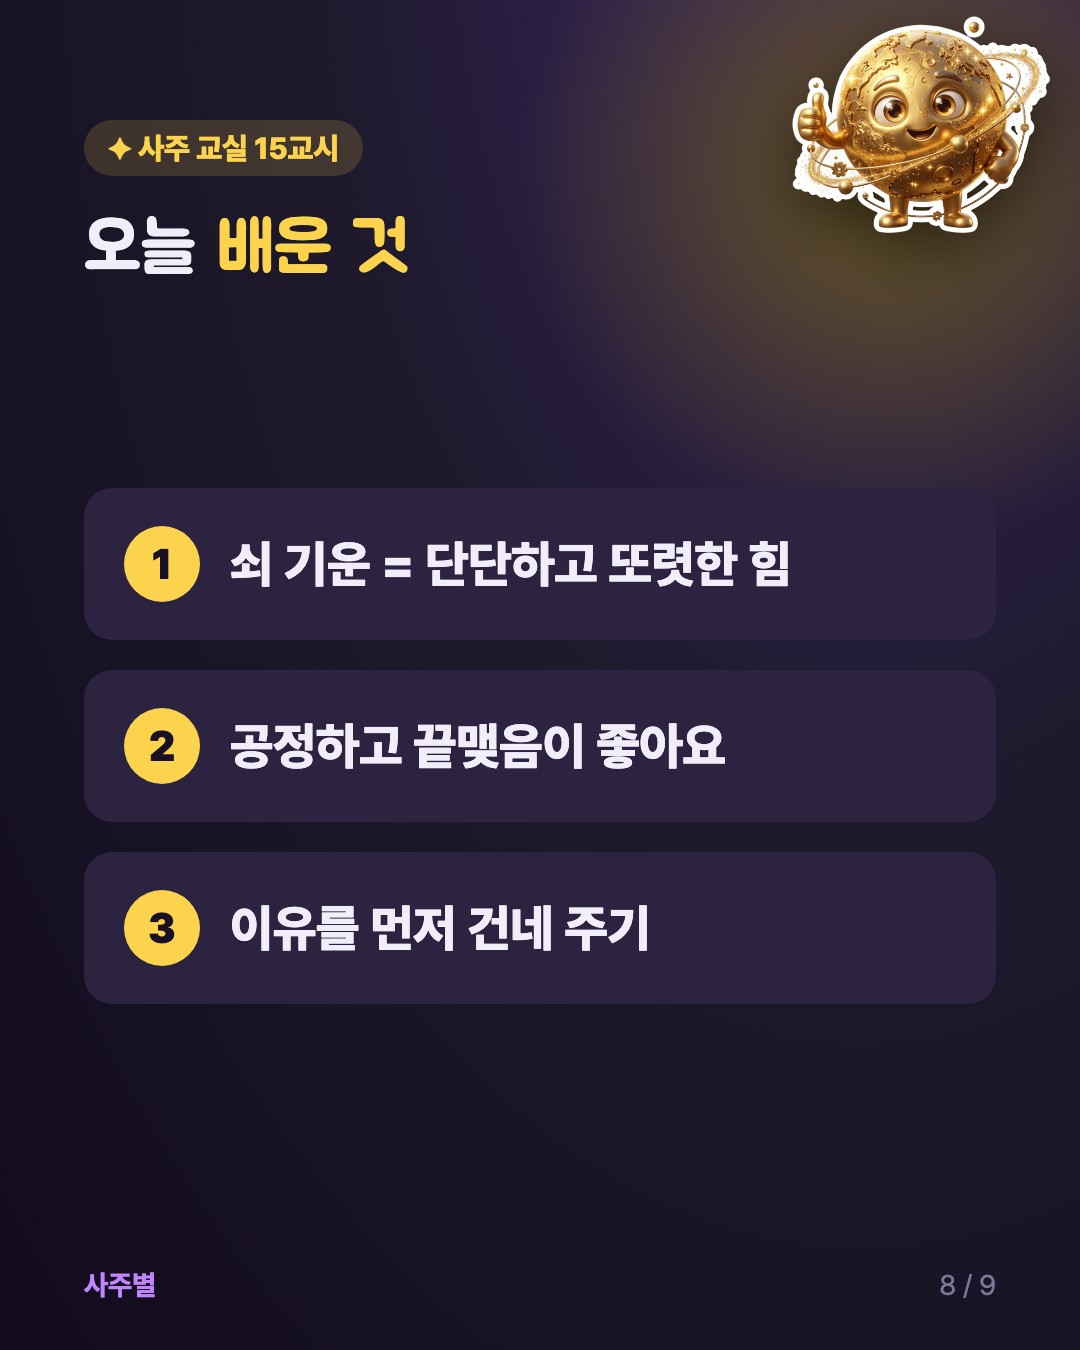 ✦ 사주 교실 15교시
오늘 배운 것
1 쇠 기운 = 단단하고 또렷한 힘
2 공정하고 끝맺음이 좋아요
3 이유를 먼저 건네 주기
사주별
8 / 9